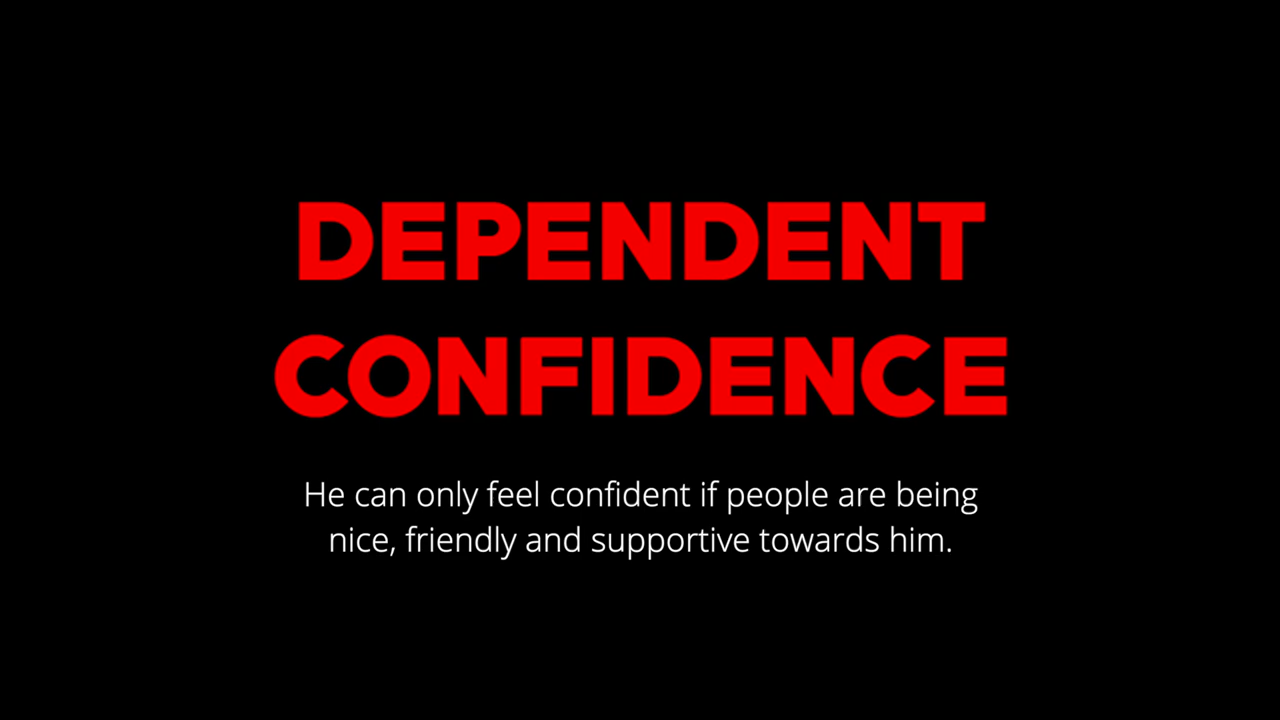 DEPENDENT
CONFIDENCE
He can only feel confident if people are being
nice, friendly and supportive towards him.